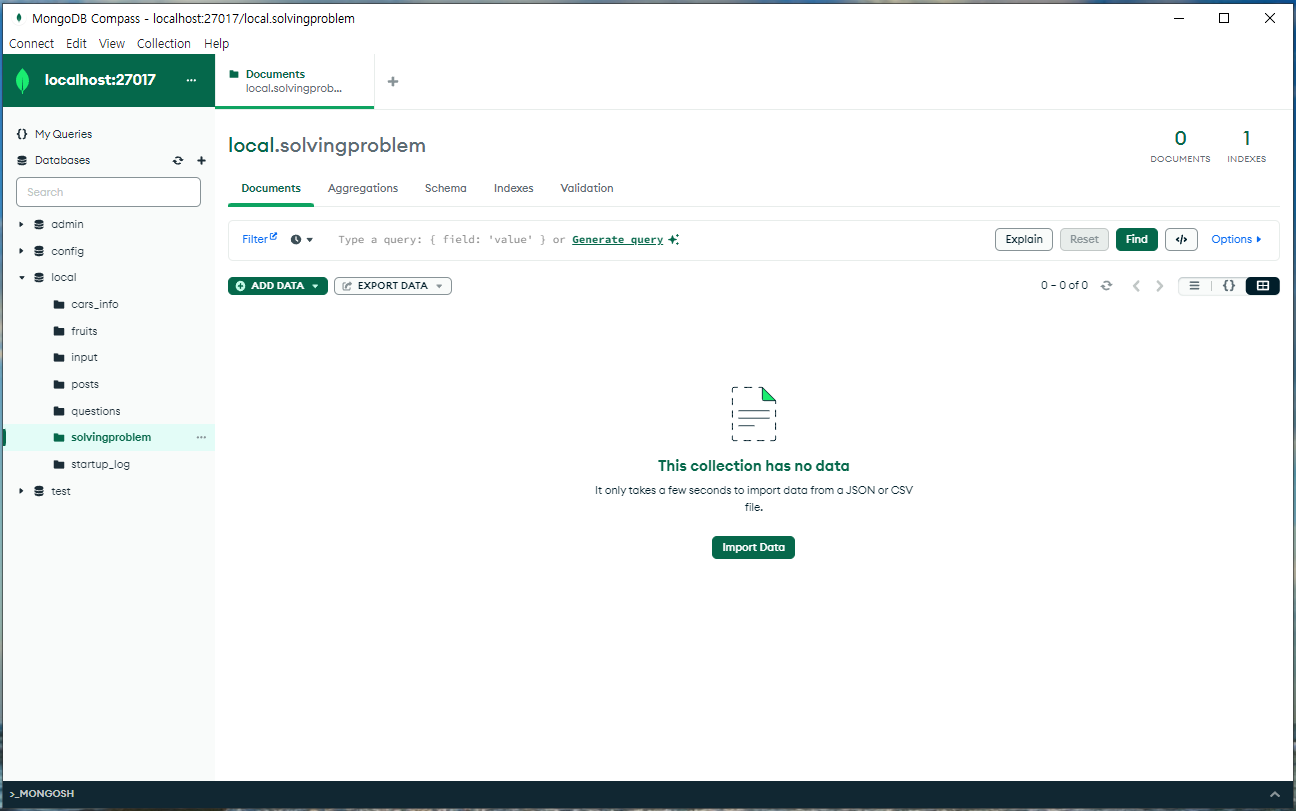 MongoDB Compass - localhost:27017/local.solvingproblem
Connect Edit View Collection Help
localhost:27017 ...
Documents
local.solvingprob...
{} My Queries
Databases
Search
admin
config
local
cars_info
fruits
input
posts
questions
solvingproblem ...
startup_log
test
local.solvingproblem
0 1
DOCUMENTS INDEXES
Documents Aggregations Schema Indexes Validation
Filter Type a query: { field: 'value' } or Generate query Explain Reset Find </> Options
ADD DATA EXPORT DATA 0 – 0 of 0 {}
This collection has no data
It only takes a few seconds to import data from a JSON or CSV
file.
Import Data
>_MONGOSH